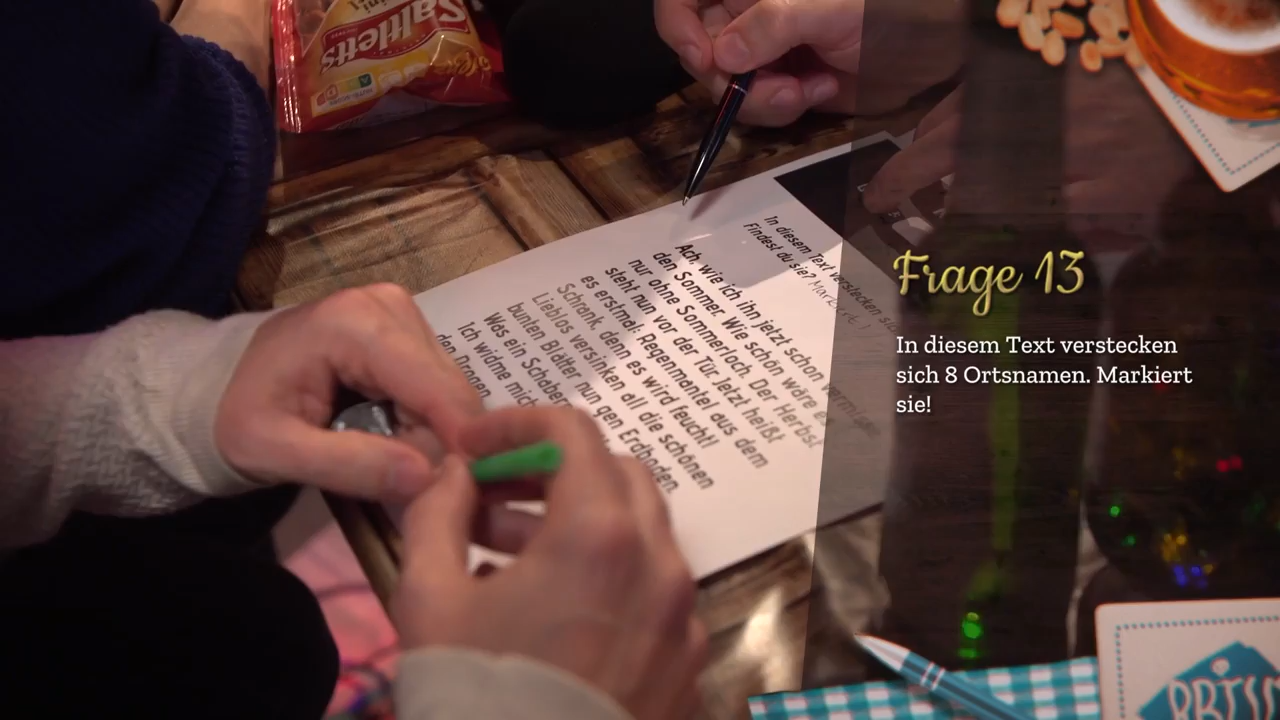 Saltletts
In diesem Text verstecken
Findest du sie? Markiert!
Ach, wie ich ihn jetzt schon vermisse
den Sommer. Wie schön wäre
nur ohne Sommerloch. Der Herbst
steht nun vor der Tür. Jetzt heißt
es erstmal: Regenmantel aus dem
Schrank, denn es wird feucht!
Lieblos versinken all die schönen
bunten Blätter nun gen Erdboden.
Was ein Schaber
Ich widme mich
den Drachen
Frage 13
In diesem Text verstecken
sich 8 Ortsnamen. Markiert
sie!